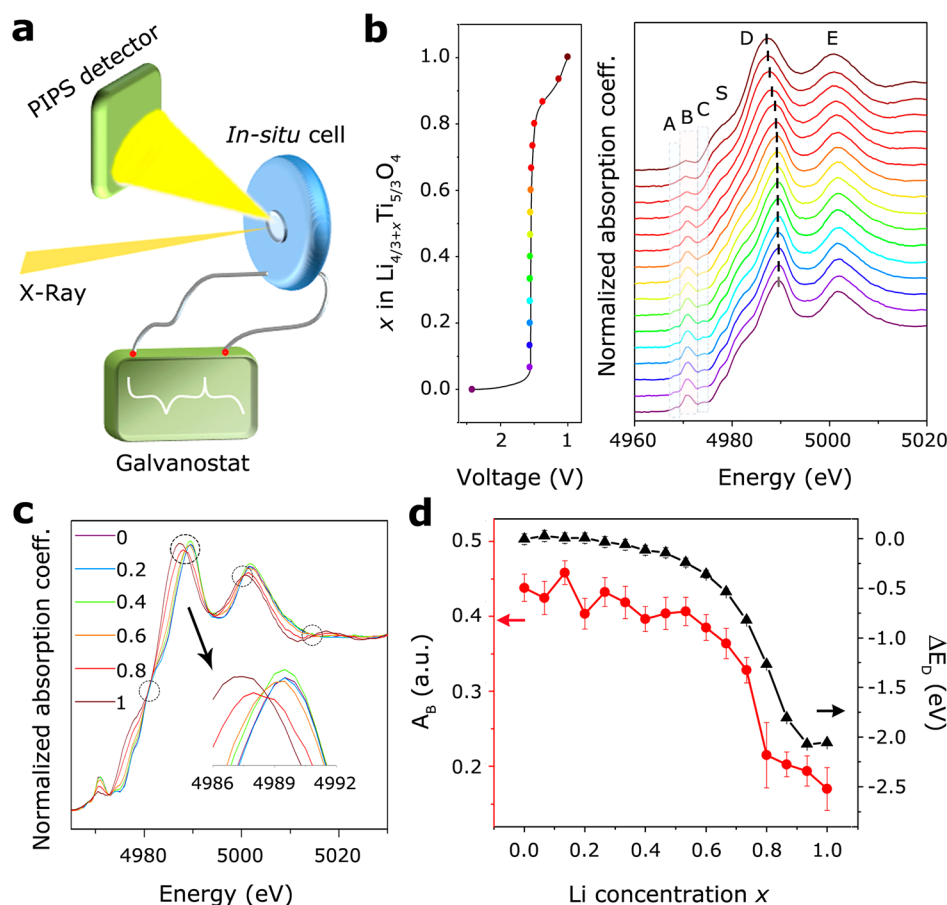 a
PIPS detector
In-situ cell
X-Ray
Galvanostat
b
x in Li4/3+xTi5/3O4
1.0
0.8
0.6
0.4
0.2
0.0
2
1
Voltage (V)
Normalized absorption coeff.
A
B
C
S
D
E
4960
4980
5000
5020
Energy (eV)
c
Normalized absorption coeff.
0
0.2
0.4
0.6
0.8
1
4986
4989
4992
4980
5000
5020
Energy (eV)
d
AB (a.u.)
0.5
0.4
0.3
0.2
0.0
-0.5
-1.0
-1.5
-2.0
-2.5
ΔED (eV)
0.0
0.2
0.4
0.6
0.8
1.0
Li concentration x